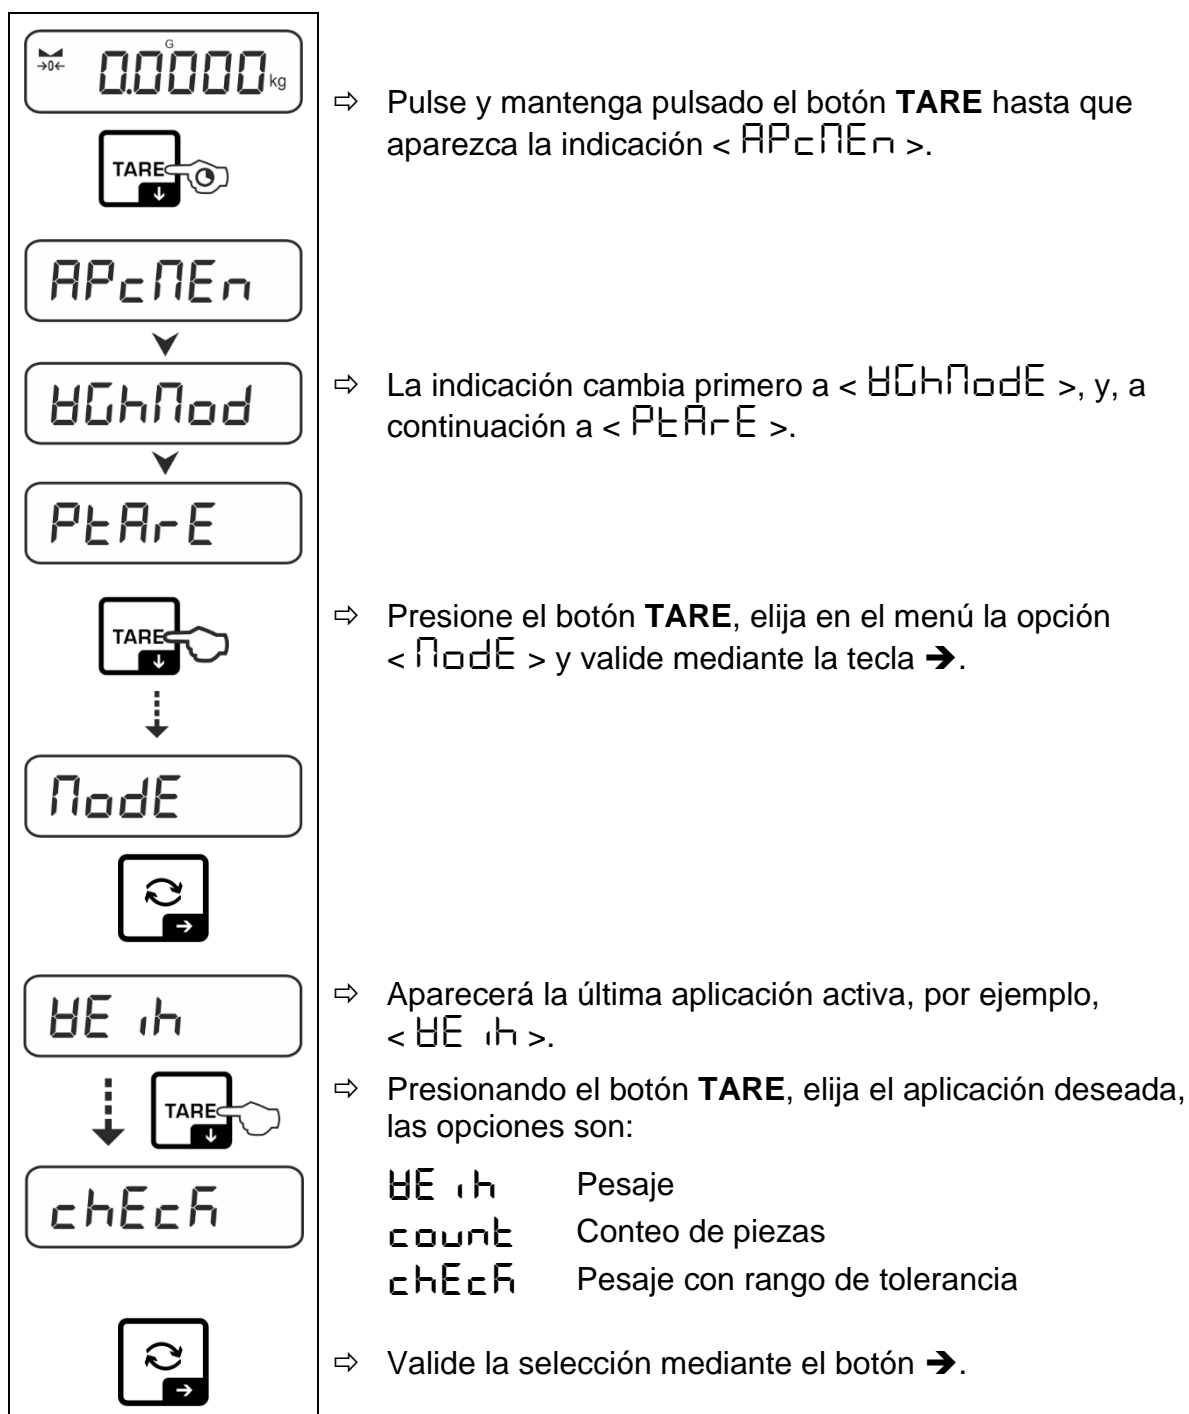 →0← G 0.0000 kg
⇨ Pulse y mantenga pulsado el botón TARE hasta que
aparezca la indicación < APcMEn >.
TARE ↓
APcMEn
⇨ La indicación cambia primero a < WGhModE >, y, a
continuación a < PtArE >.
WGhMod
PtArE
⇨ Presione el botón TARE, elija en el menú la opción
< ModE > y valide mediante la tecla ➔.
TARE ↓
ModE
→
⇨ Aparecerá la última aplicación activa, por ejemplo,
< WEih >.
WEih
⇨ Presionando el botón TARE, elija el aplicación deseada,
las opciones son:
TARE ↓
WEih Pesaje
count Conteo de piezas
chEck Pesaje con rango de tolerancia
chEck
⇨ Valide la selección mediante el botón ➔.
→